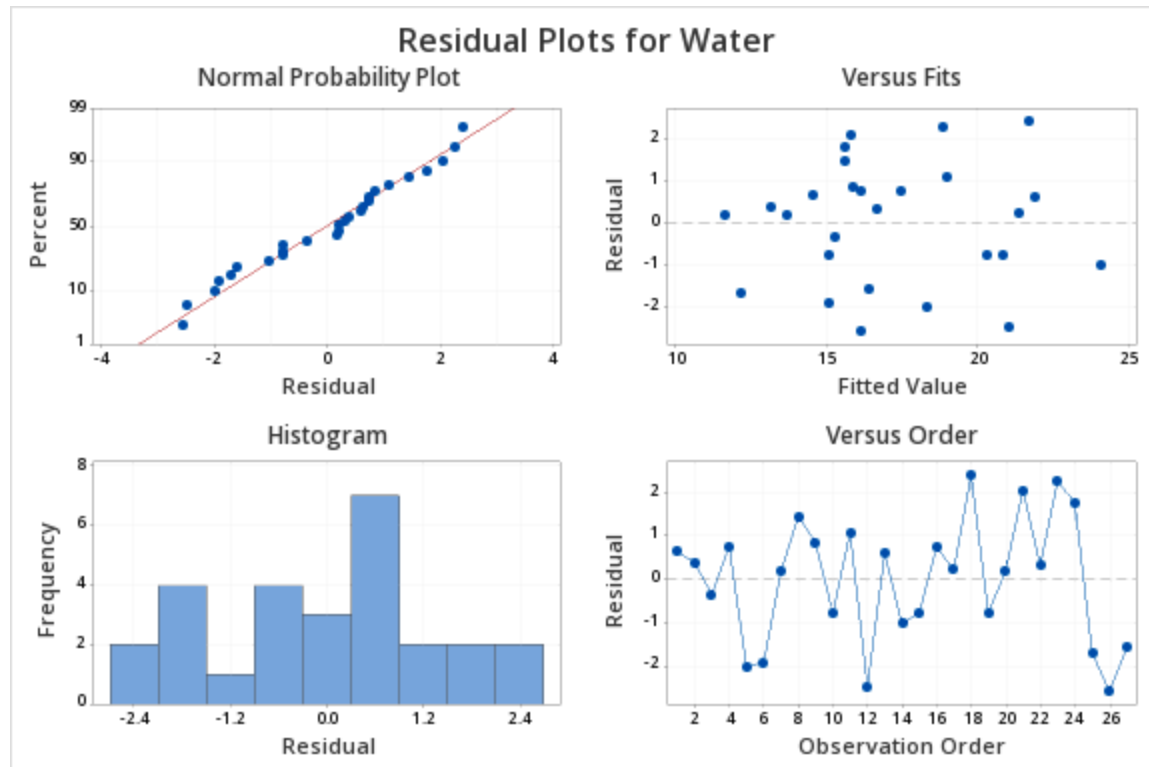 Residual Plots for Water
Normal Probability Plot
99
90
50
10
1
Percent
-4 -2 0 2 4
Residual
Versus Fits
2
1
0
-1
-2
Residual
10 15 20 25
Fitted Value
Histogram
8
6
4
2
0
Frequency
-2.4 -1.2 0.0 1.2 2.4
Residual
Versus Order
2
1
0
-1
-2
Residual
2 4 6 8 10 12 14 16 18 20 22 24 26
Observation Order